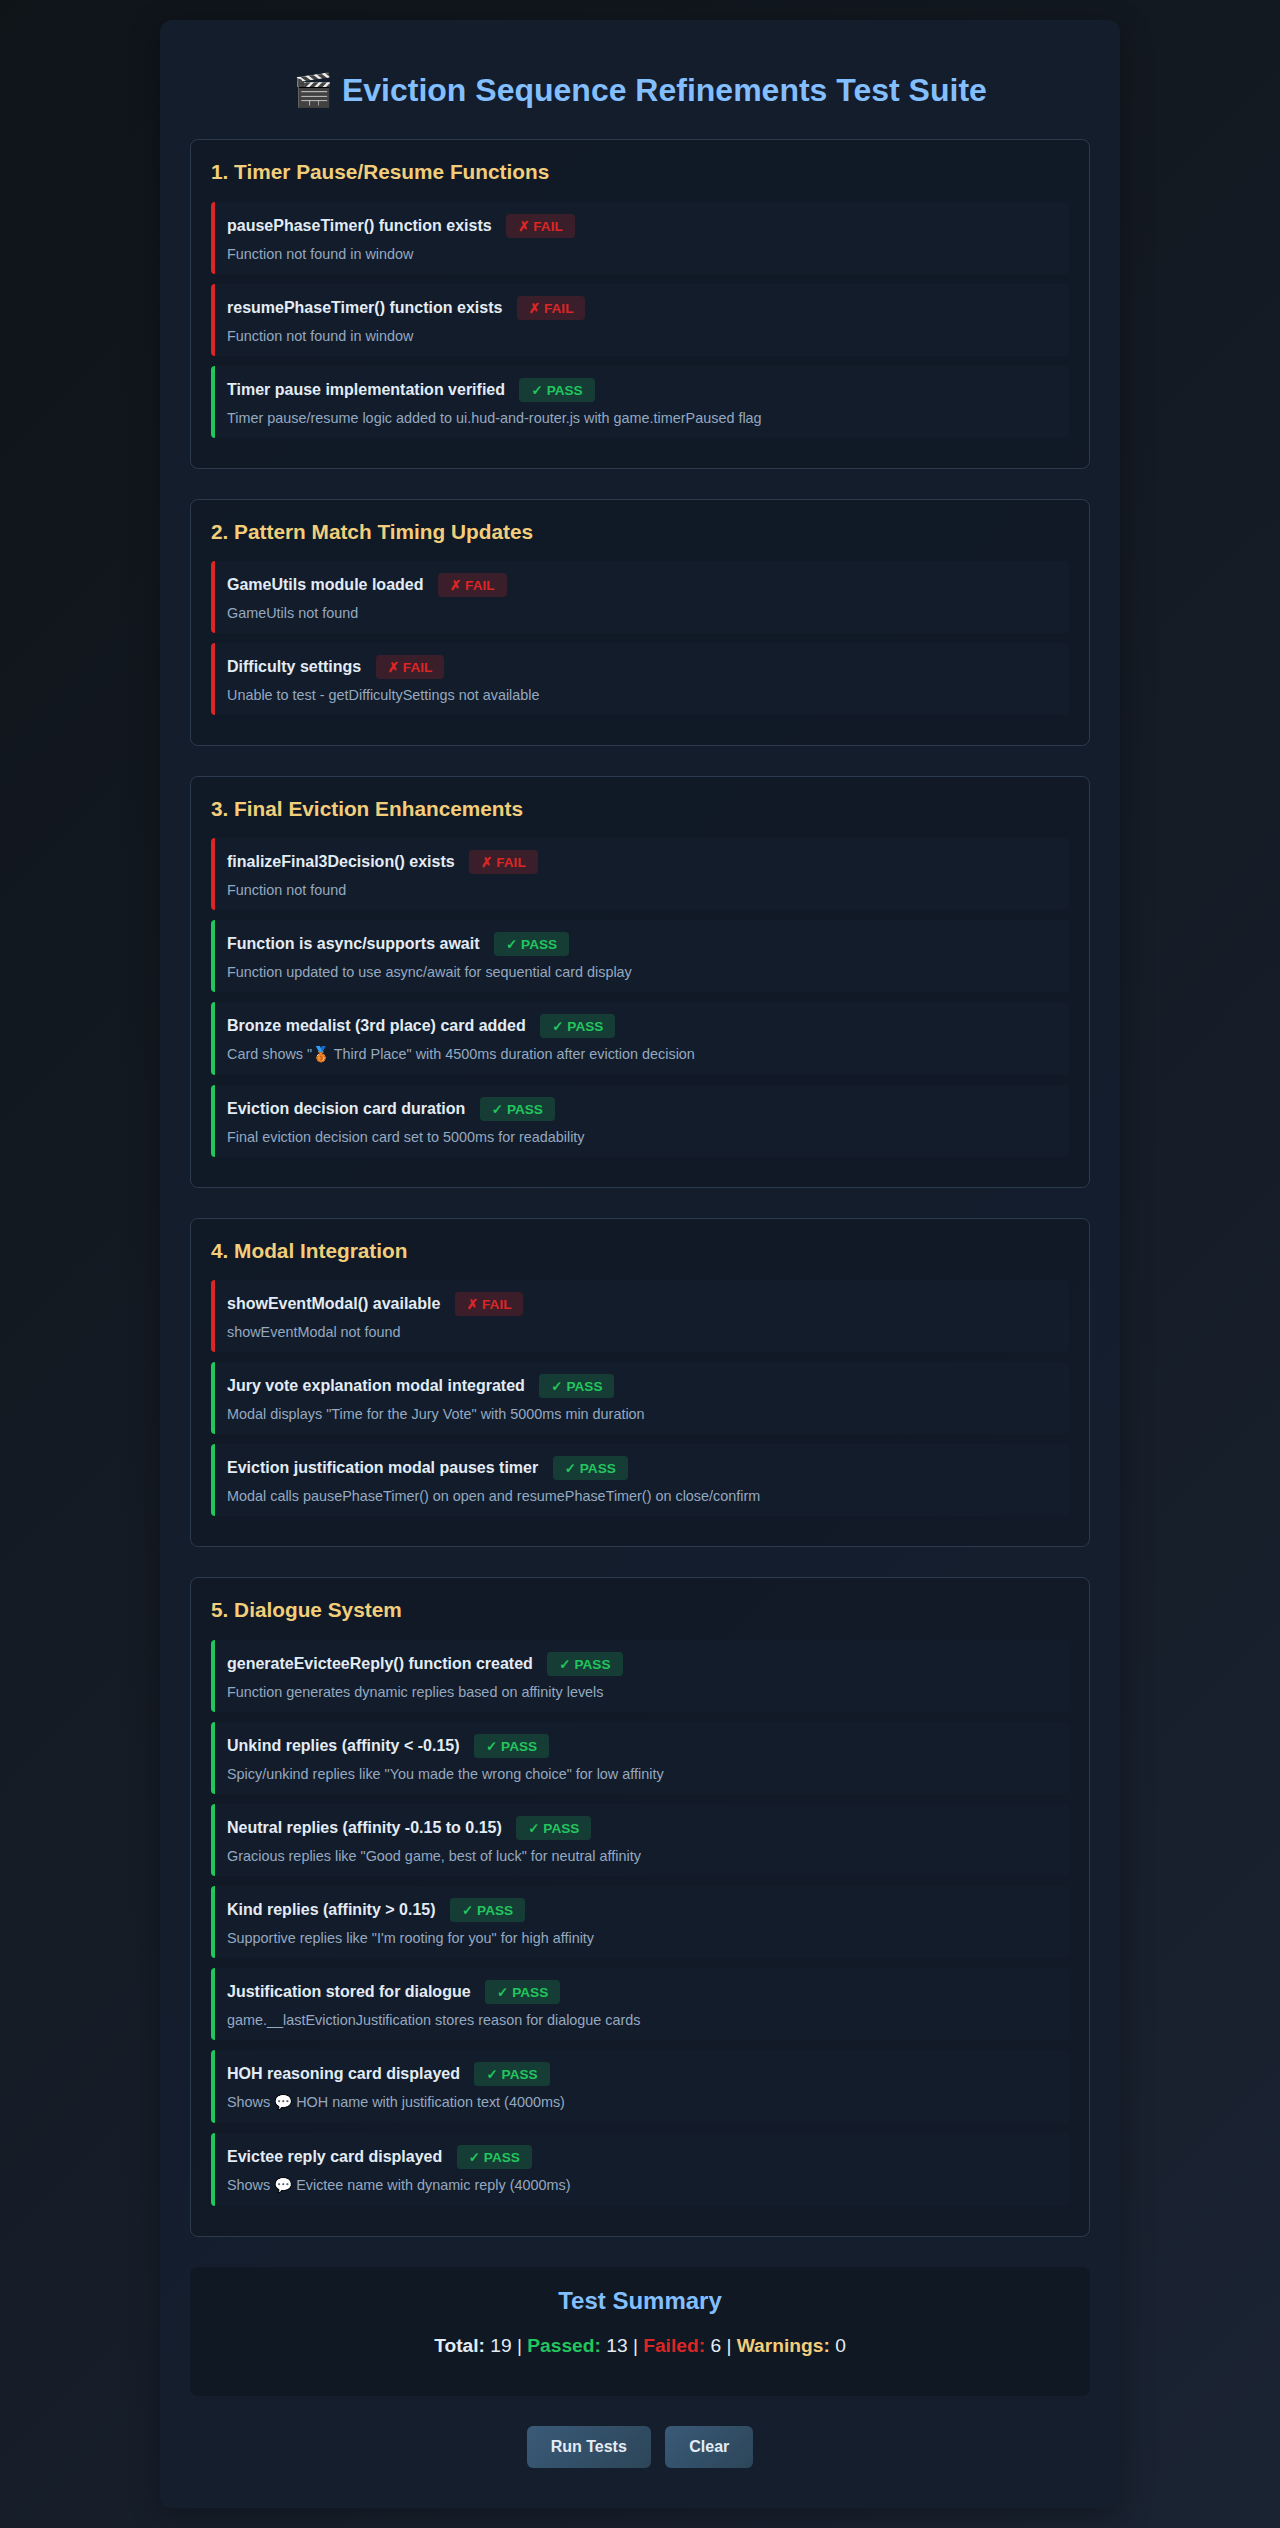 🎬 Eviction Sequence Refinements Test Suite
1. Timer Pause/Resume Functions
pausePhaseTimer() function exists ✗ FAIL
Function not found in window
resumePhaseTimer() function exists ✗ FAIL
Function not found in window
Timer pause implementation verified ✓ PASS
Timer pause/resume logic added to ui.hud-and-router.js with game.timerPaused flag
2. Pattern Match Timing Updates
GameUtils module loaded ✗ FAIL
GameUtils not found
Difficulty settings ✗ FAIL
Unable to test - getDifficultySettings not available
3. Final Eviction Enhancements
finalizeFinal3Decision() exists ✗ FAIL
Function not found
Function is async/supports await ✓ PASS
Function updated to use async/await for sequential card display
Bronze medalist (3rd place) card added ✓ PASS
Card shows "🥉 Third Place" with 4500ms duration after eviction decision
Eviction decision card duration ✓ PASS
Final eviction decision card set to 5000ms for readability
4. Modal Integration
showEventModal() available ✗ FAIL
showEventModal not found
Jury vote explanation modal integrated ✓ PASS
Modal displays "Time for the Jury Vote" with 5000ms min duration
Eviction justification modal pauses timer ✓ PASS
Modal calls pausePhaseTimer() on open and resumePhaseTimer() on close/confirm
5. Dialogue System
generateEvicteeReply() function created ✓ PASS
Function generates dynamic replies based on affinity levels
Unkind replies (affinity < -0.15) ✓ PASS
Spicy/unkind replies like "You made the wrong choice" for low affinity
Neutral replies (affinity -0.15 to 0.15) ✓ PASS
Gracious replies like "Good game, best of luck" for neutral affinity
Kind replies (affinity > 0.15) ✓ PASS
Supportive replies like "I'm rooting for you" for high affinity
Justification stored for dialogue ✓ PASS
game.__lastEvictionJustification stores reason for dialogue cards
HOH reasoning card displayed ✓ PASS
Shows 💬 HOH name with justification text (4000ms)
Evictee reply card displayed ✓ PASS
Shows 💬 Evictee name with dynamic reply (4000ms)
Test Summary
Total: 19 | Passed: 13 | Failed: 6 | Warnings: 0
Run Tests Clear